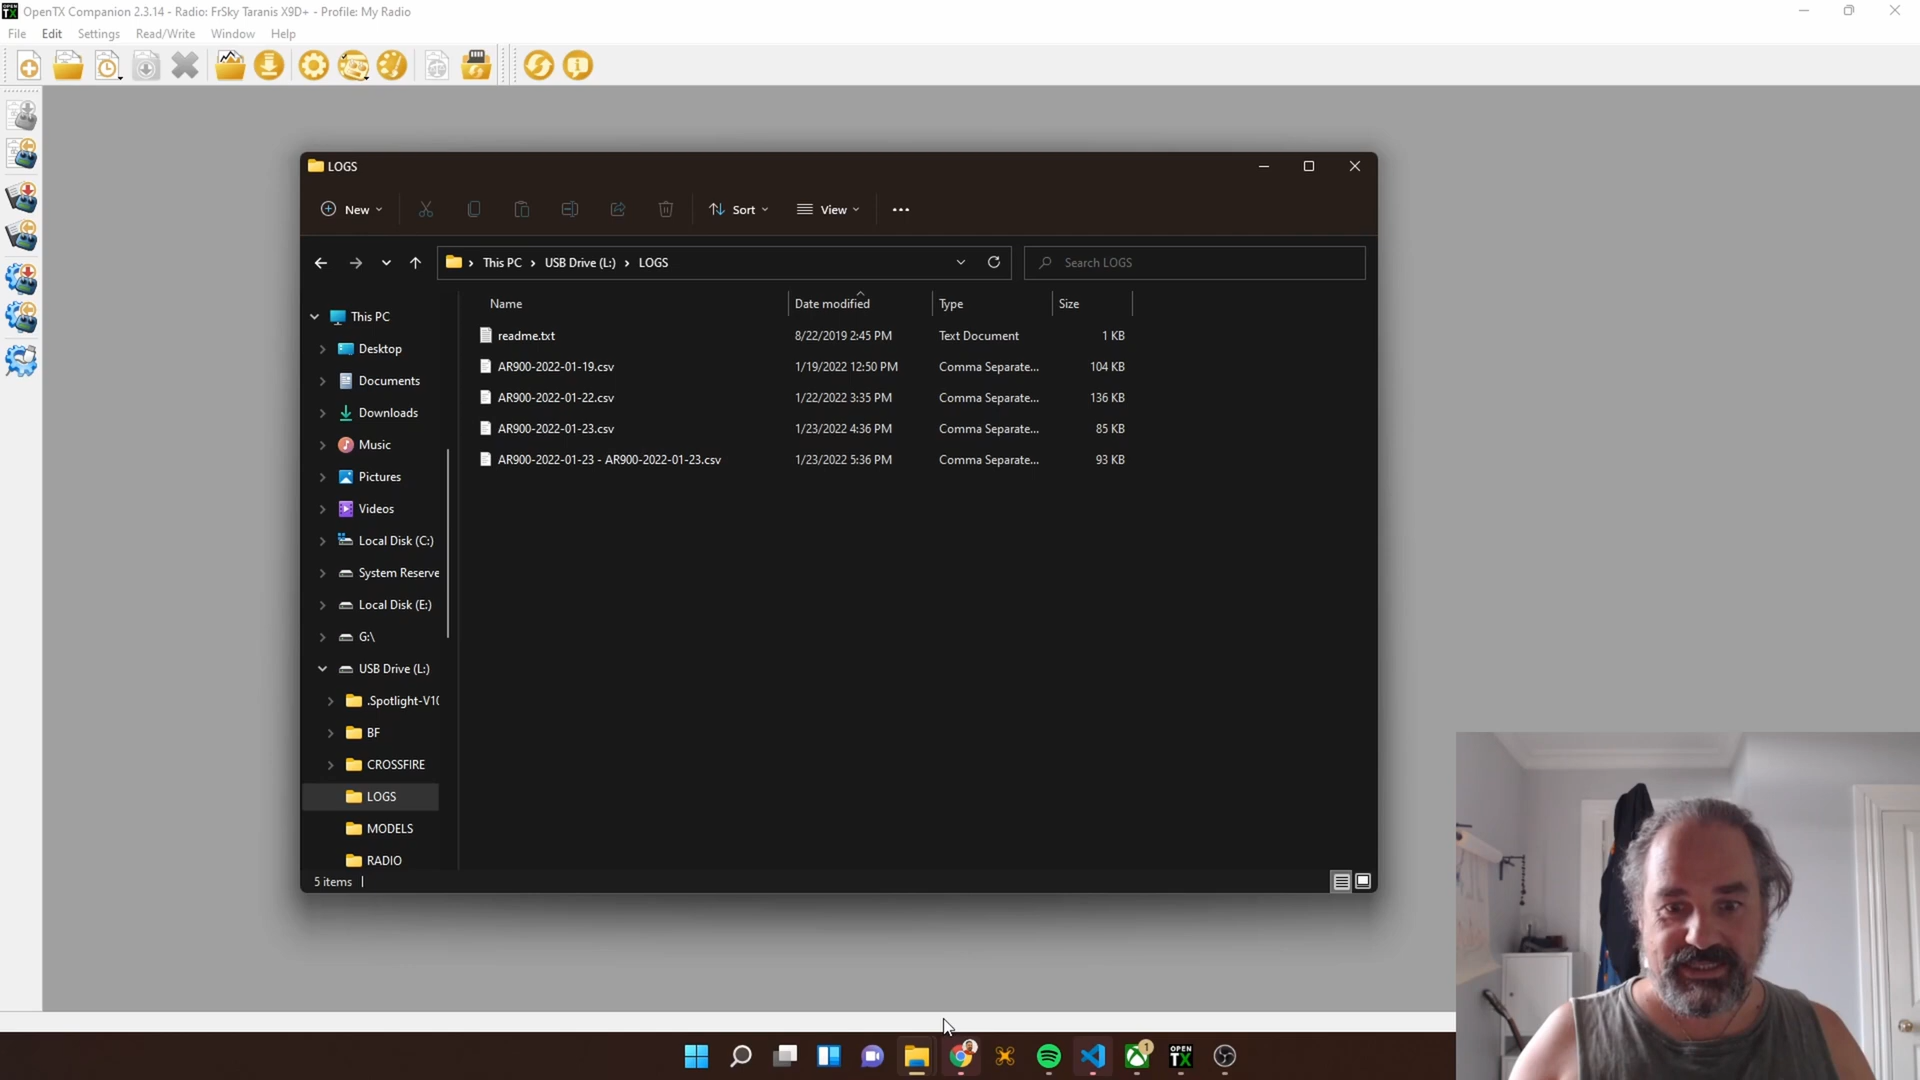 OpenTX Companion 2.3.14 - Radio: FrSky Taranis X9D+ - Profile: My Radio
File Edit Settings Read/Write Window Help
LOGS
New Sort View
This PC USB Drive (L:) LOGS Search LOGS
Name Date modified Type Size
readme.txt 8/22/2019 2:45 PM Text Document 1 KB
AR900-2022-01-19.csv 1/19/2022 12:50 PM Comma Separate... 104 KB
AR900-2022-01-22.csv 1/22/2022 3:35 PM Comma Separate... 136 KB
AR900-2022-01-23.csv 1/23/2022 4:36 PM Comma Separate... 85 KB
AR900-2022-01-23 - AR900-2022-01-23.csv 1/23/2022 5:36 PM Comma Separate... 93 KB
This PC
Desktop
Documents
Downloads
Music
Pictures
Videos
Local Disk (C:)
System Reserve
Local Disk (E:)
G:\
USB Drive (L:)
.Spotlight-V10
BF
CROSSFIRE
LOGS
MODELS
RADIO
5 items
OPEN
TX
1